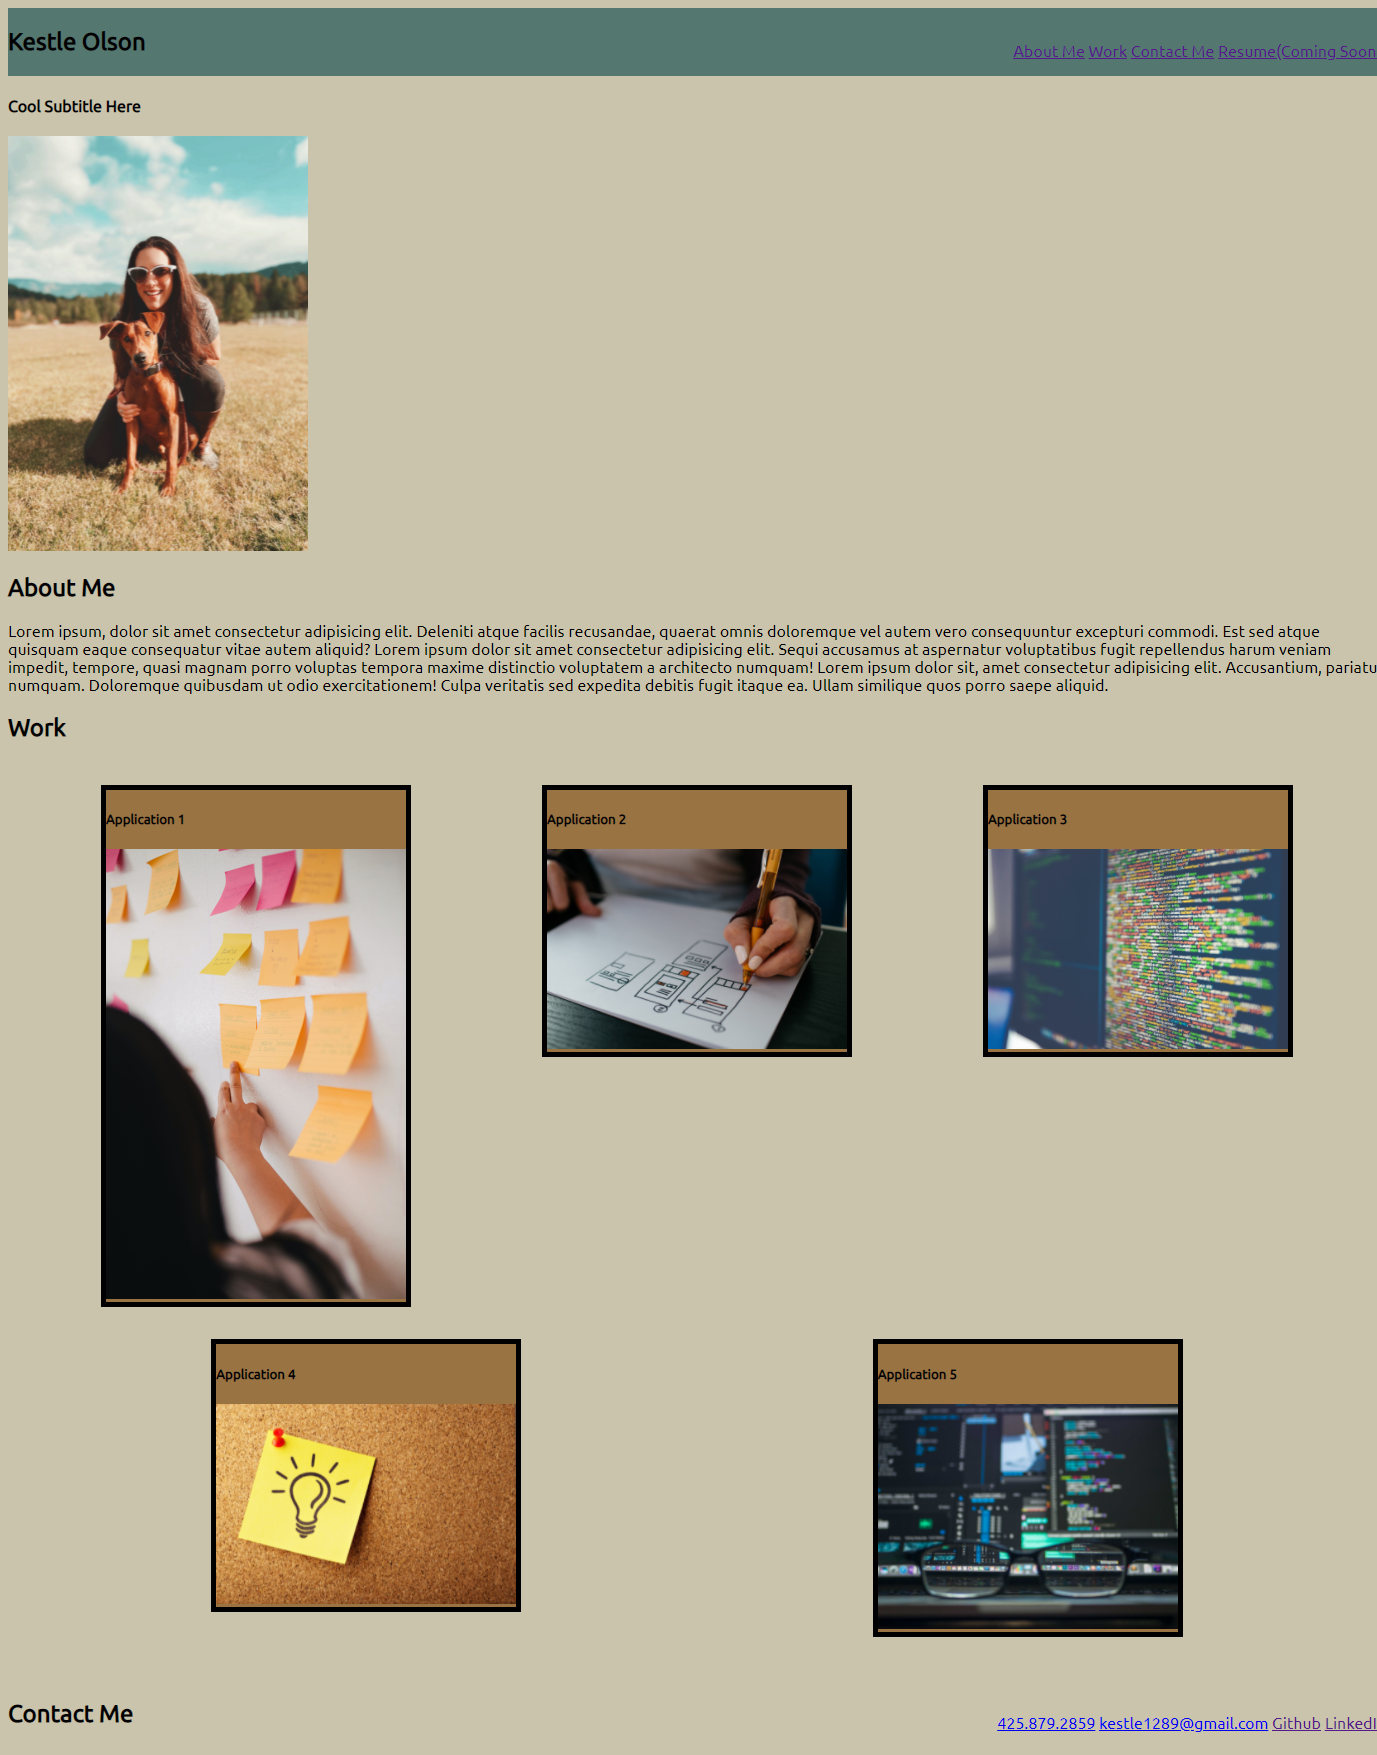 Kestle Olson
About Me Work Contact Me Resume(Coming Soon
Cool Subtitle Here
About Me
Lorem ipsum, dolor sit amet consectetur adipisicing elit. Deleniti atque facilis recusandae, quaerat omnis doloremque vel autem vero consequuntur excepturi commodi. Est sed atque
quisquam eaque consequatur vitae autem aliquid? Lorem ipsum dolor sit amet consectetur adipisicing elit. Sequi accusamus at aspernatur voluptatibus fugit repellendus harum veniam
impedit, tempore, quasi magnam porro voluptas tempora maxime distinctio voluptatem a architecto numquam! Lorem ipsum dolor sit, amet consectetur adipisicing elit. Accusantium, pariatu
numquam. Doloremque quibusdam ut odio exercitationem! Culpa veritatis sed expedita debitis fugit itaque ea. Ullam similique quos porro saepe aliquid.
Work
Application 1
Application 2
Application 3
Application 4
Application 5
Contact Me
425.879.2859 kestle1289@gmail.com Github LinkedI